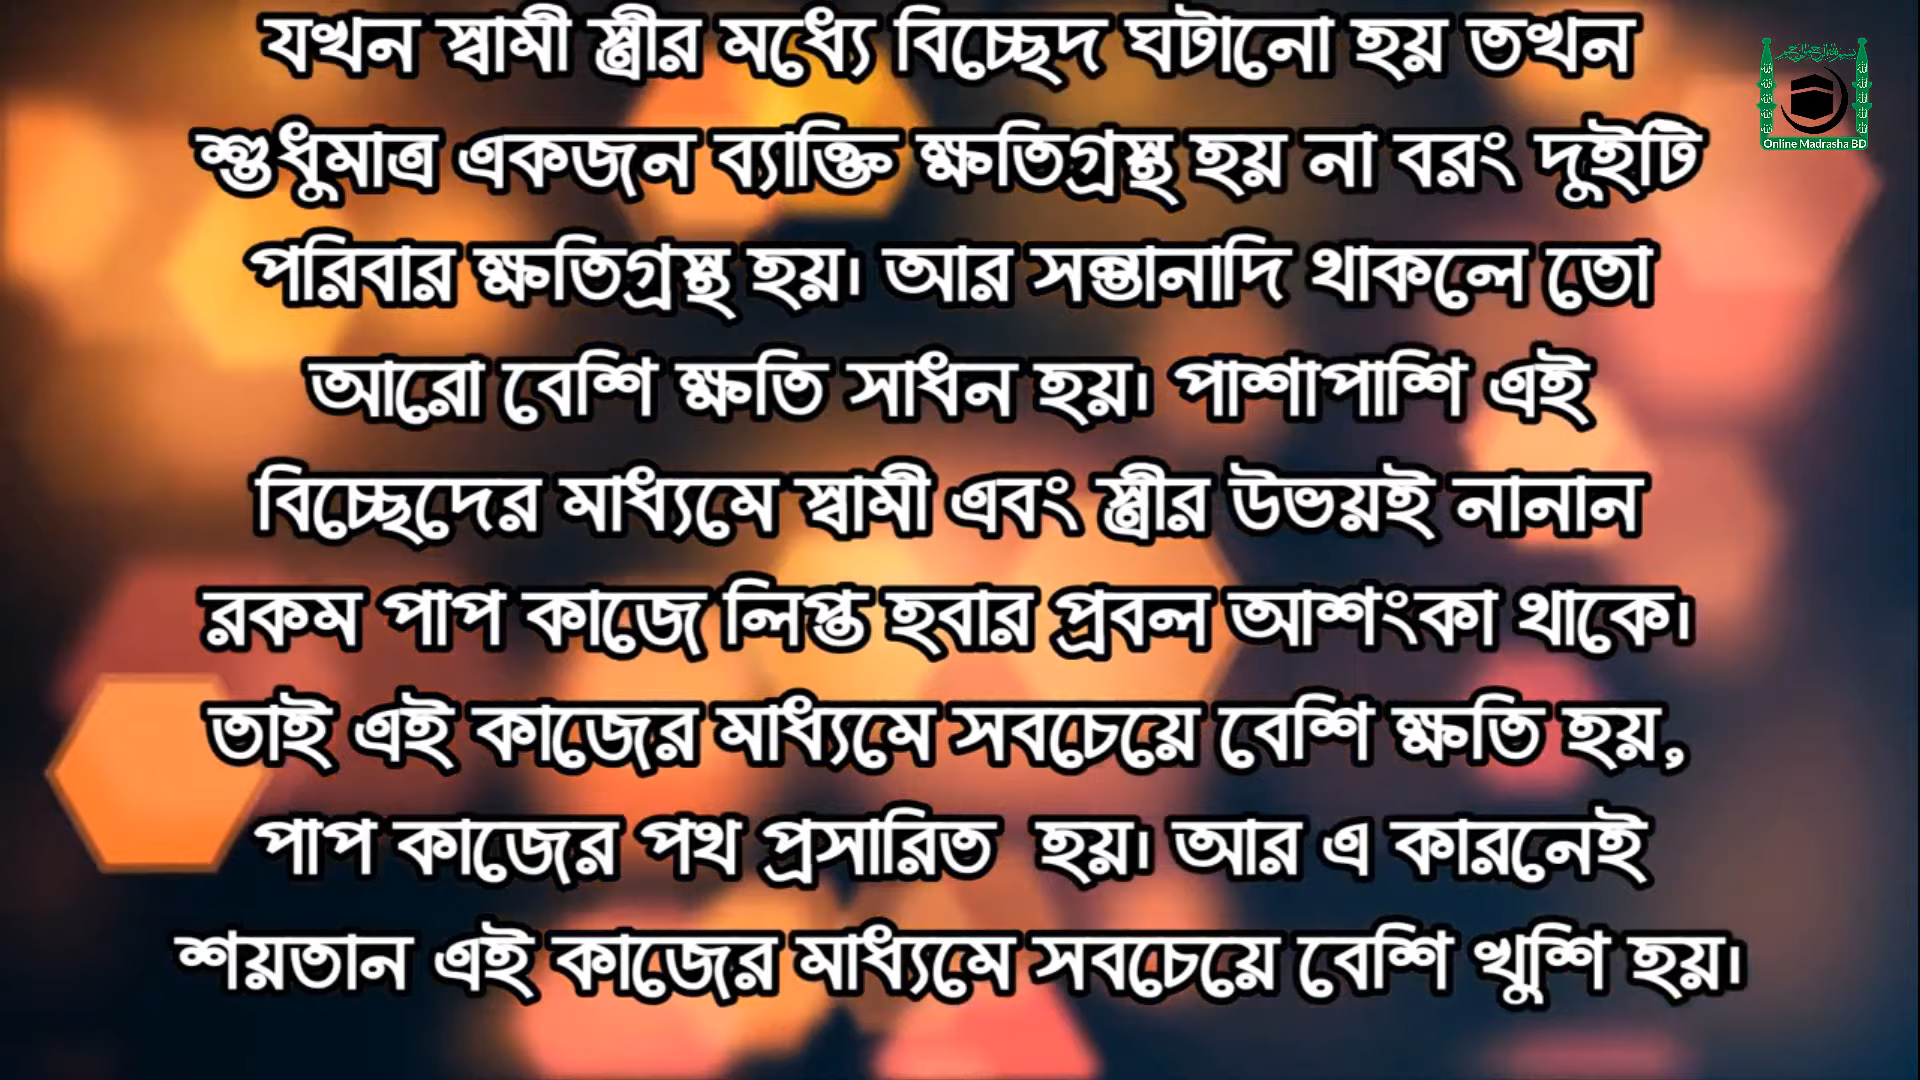 যখন স্বামী স্ত্রীর মধ্যে বিচ্ছেদ ঘটানো হয় তখন
শুধুমাত্র একজন ব্যাক্তি ক্ষতিগ্রস্থ হয় না বরং দুইটি
পরিবার ক্ষতিগ্রস্থ হয়। আর সন্তানাদি থাকলে তো
আরো বেশি ক্ষতি সাধন হয়। পাশাপাশি এই
বিচ্ছেদের মাধ্যমে স্বামী এবং স্ত্রীর উভয়ই নানান
রকম পাপ কাজে লিপ্ত হবার প্রবল আশংকা থাকে।
তাই এই কাজের মাধ্যমে সবচেয়ে বেশি ক্ষতি হয়,
পাপ কাজের পথ প্রসারিত হয়। আর এ কারনেই
শয়তান এই কাজের মাধ্যমে সবচেয়ে বেশি খুশি হয়।
Online Madrasha BD